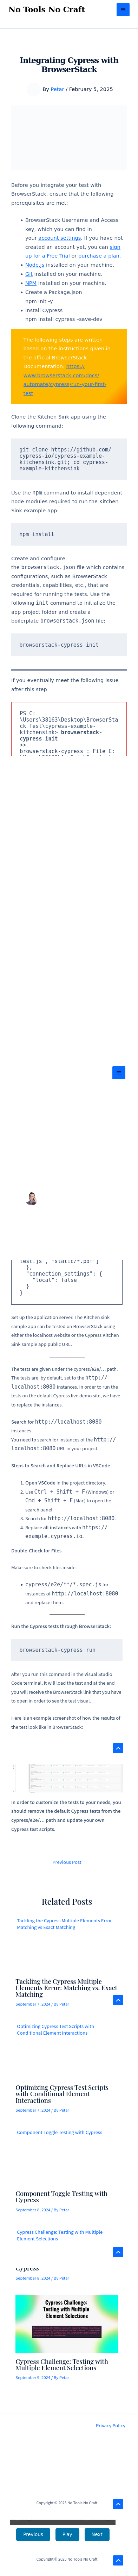 No Tools No Craft
Integrating Cypress with
BrowserStack
By Petar / February 5, 2025
Before you integrate your test suite with
BrowserStack, ensure that the following
prerequisites are met:
• BrowserStack Username and Access
key, which you can find in
your account settings. If you have not
created an account yet, you can sign
up for a Free Trial or purchase a plan.
• Node.js installed on your machine.
• Git installed on your machine.
• NPM installed on your machine.
• Create a Package.json
npm init -y
• Install Cypress
npm install cypress –save-dev
The following steps are written
based on the instructions given in
the official BrowserStack
Documentation: https://
www.browserstack.com/docs/
automate/cypress/run-your-first-
test
Clone the Kitchen Sink app using the
following command:
git clone https://github.com/
cypress-io/cypress-example-
kitchensink.git; cd cypress-
example-kitchensink
Use the npm command to install dependent
node modules required to run the Kitchen
Sink example app:
npm install
Create and configure
the browserstack.json file which contains
configurations, such as BrowserStack
credentials, capabilities, etc., that are
required for running tests. Use the
following init command to initialize the
app project folder and create a
boilerplate browserstack.json file:
browserstack-cypress init
If you eventually meet the following issue
after this step
PS C:
\Users\38163\Desktop\BrowserSta
ck_Test\cypress-example-
kitchensink> browserstack-
cypress init
>>
browserstack-cypress : File C:
test.js", "static/*.pdf"],
},
"connection_settings": {
"local": false
}
}
Set up the application server. The Kitchen sink
sample app can be tested on BrowserStack using
either the localhost website or the Cypress Kitchen
Sink sample app public URL.
The tests are given under the cypress/e2e/… path.
The tests are, by default, set to the http://
localhost:8080 instances. In order to run the
tests on the default Cypress live demo site, we have
to replace the instances.
Search for http://localhost:8080
instances
You need to search for instances of the http://
localhost:8080 URL in your project.
Steps to Search and Replace URLs in VSCode
1. Open VSCode in the project directory.
2. Use Ctrl + Shift + F (Windows) or
Cmd + Shift + F (Mac) to open the
search panel.
3. Search for http://localhost:8080.
4. Replace all instances with https://
example.cypress.io.
Double-Check for Files
Make sure to check files inside:
• cypress/e2e/**/*.spec.js for
instances of http://localhost:8080
and replace them.
Run the Cypress tests through Browserstack:
browserstack-cypress run
After you run this command in the Visual Studio
Code terminal, it will load the test and at the end
you will receive the BrowserStack link that you have
to open in order to see the test visual.
Here is an example screenshot of how the results of
the test look like in BrowserStack.
In order to customize the tests to your needs, you
should remove the default Cypress tests from the
cypress/e2e/… path and update your own
Cypress test scripts.
Previous Post
Related Posts
Tackling the Cypress Multiple Elements Error
Matching vs Exact Matching
Tackling the Cypress Multiple
Elements Error: Matching vs. Exact
Matching
September 7, 2024 / By Petar
Optimizing Cypress Test Scripts with
Conditional Element Interactions
Optimizing Cypress Test Scripts
with Conditional Element
Interactions
September 7, 2024 / By Petar
Component Toggle Testing with Cypress
Component Toggle Testing with
Cypress
September 6, 2024 / By Petar
Cypress Challenge: Testing with Multiple
Element Selections
Cypress
September 6, 2024 / By Petar
Cypress Challenge:
Testing with Multiple
Element Selections
Cypress Challenge: Testing with
Multiple Element Selections
September 5, 2024 / By Petar
Privacy Policy
Copyright © 2025 No Tools No Craft
Previous
Play
Next
Copyright © 2025 No Tools No Craft